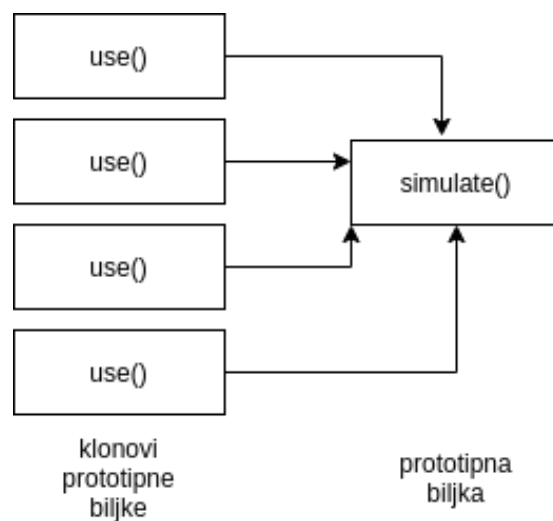 use()
use()
simulate()
use()
use()
klonovi
prototipne
biljke
prototipna
biljka